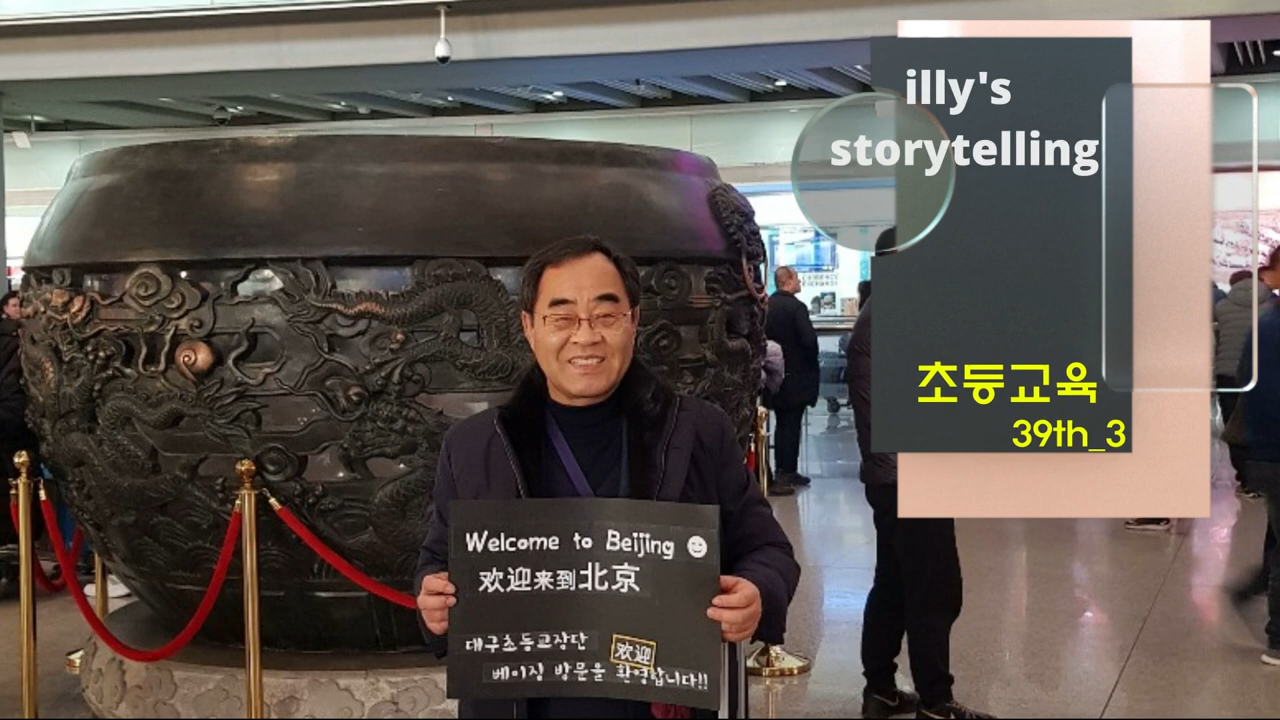 illy's
storytelling
초등교육
39th_3
Welcome to Beijing
欢迎来到北京
대구초등교장단
欢迎
베이징 방문을 환영합니다!!